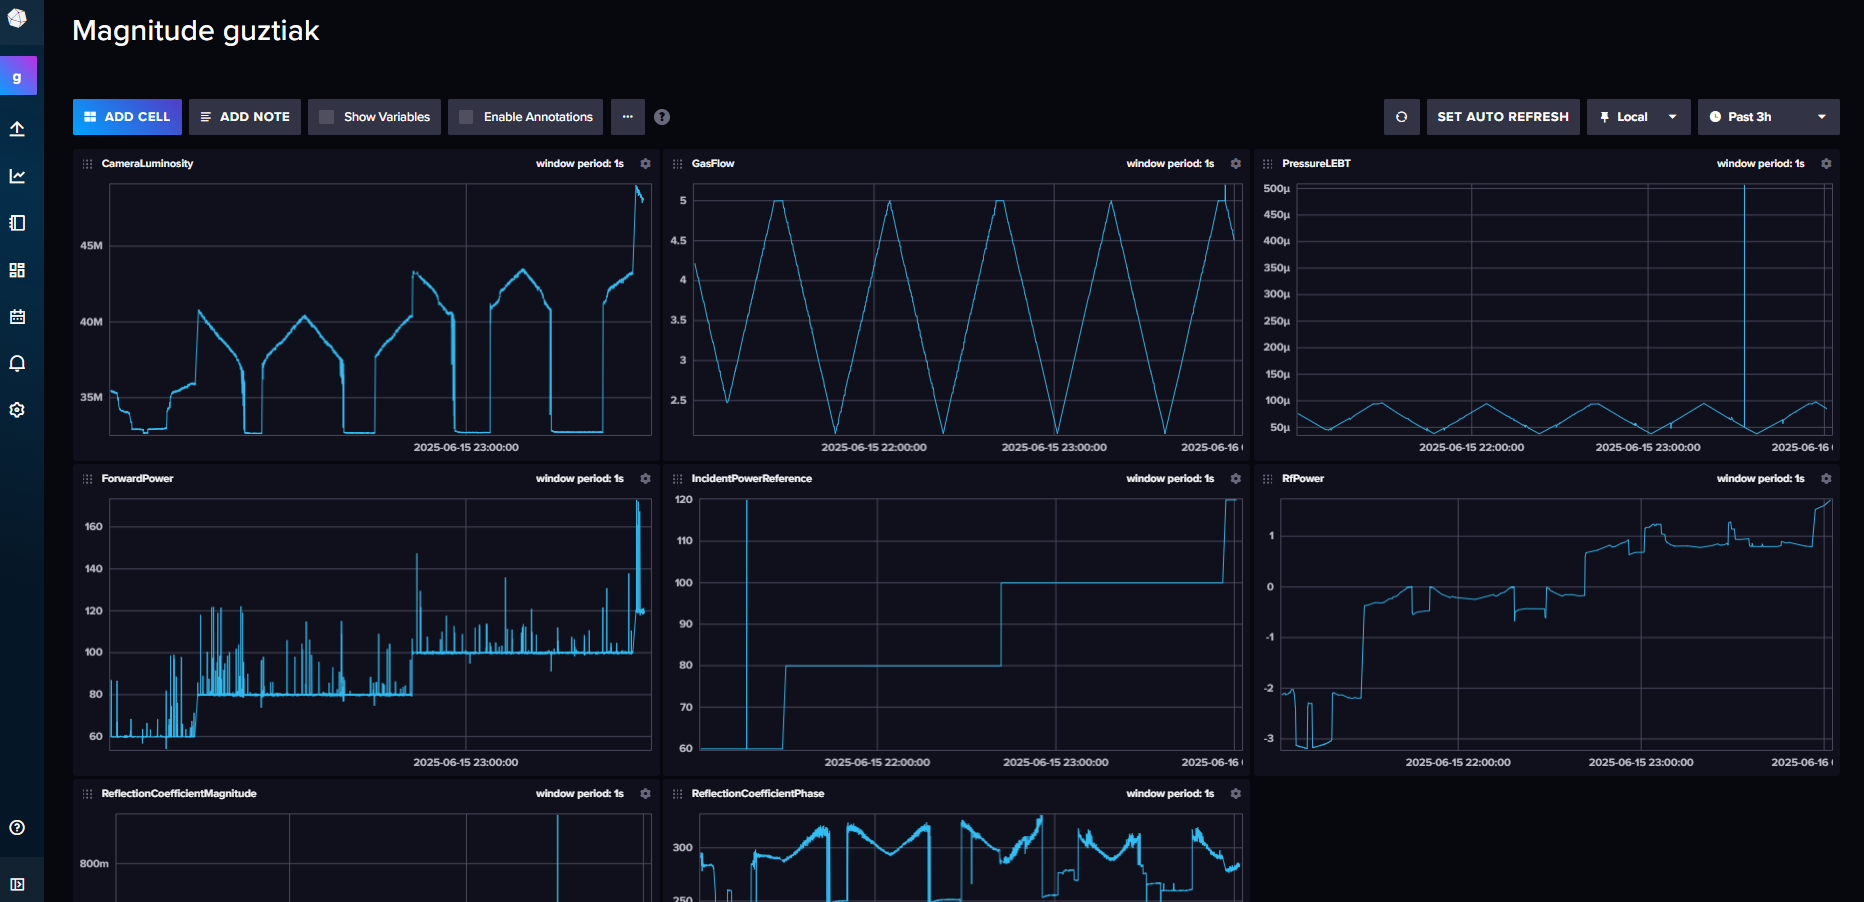 Magnitude guztiak
g
ADD CELL
ADD NOTE
Show Variables
Enable Annotations
...
?
SET AUTO REFRESH
Local
Past 3h
CameraLuminosity
window period: 1s
45M
40M
35M
2025-06-15 23:00:00
GasFlow
window period: 1s
5
4.5
4
3.5
3
2.5
2025-06-15 22:00:00
2025-06-15 23:00:00
2025-06-16
PressureLEBT
window period: 1s
500µ
450µ
400µ
350µ
300µ
250µ
200µ
150µ
100µ
50µ
2025-06-15 22:00:00
2025-06-15 23:00:00
2025-06-16
ForwardPower
window period: 1s
160
140
120
100
80
60
2025-06-15 23:00:00
IncidentPowerReference
window period: 1s
120
110
100
90
80
70
60
2025-06-15 22:00:00
2025-06-15 23:00:00
2025-06-16
RfPower
window period: 1s
1
0
-1
-2
-3
2025-06-15 22:00:00
2025-06-15 23:00:00
2025-06-16
ReflectionCoefficientMagnitude
window period: 1s
800m
ReflectionCoefficientPhase
window period: 1s
300
250